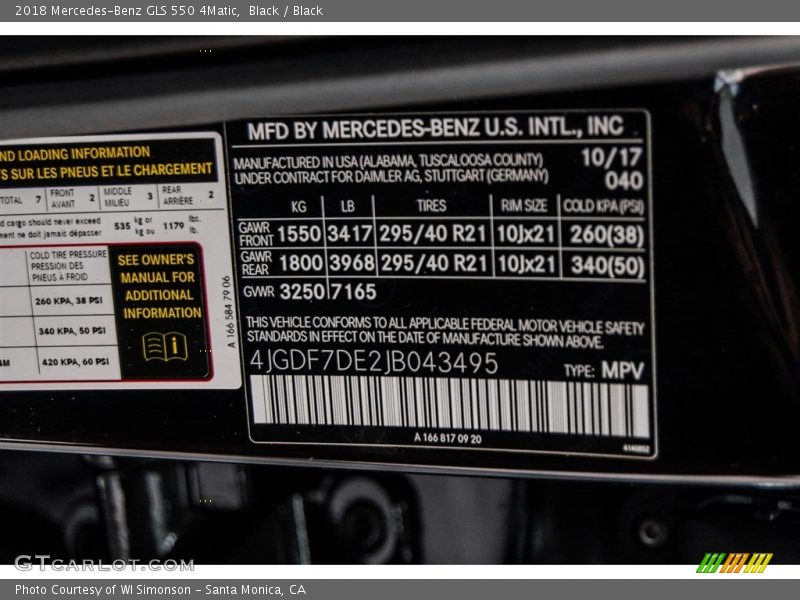 2018 Mercedes-Benz GLS 550 4Matic, Black / Black
ND LOADING INFORMATION
TS SUR LES PNEUS ET LE CHARGEMENT
TOTAL 7 FRONT AVANT 2 MIDDLE MILIEU 3 REAR ARRIÈRE 2
d cargo should never exceed
ment ne doit jamais dépasser
535 kg or kg ou 1179 lbs. lb.
COLD TIRE PRESSURE
PRESSION DES
PNEUS À FROID
260 KPA, 38 PSI
340 KPA, 50 PSI
420 KPA, 60 PSI
SEE OWNER'S
MANUAL FOR
ADDITIONAL
INFORMATION
A 166 584 79 06
MFD BY MERCEDES-BENZ U.S. INTL., INC
MANUFACTURED IN USA (ALABAMA, TUSCALOOSA COUNTY) 10/17
UNDER CONTRACT FOR DAIMLER AG, STUTTGART (GERMANY) 040
KG LB TIRES RIM SIZE COLD KPA(PSI)
GAWR FRONT 1550 3417 295/40 R21 10Jx21 260(38)
GAWR REAR 1800 3968 295/40 R21 10Jx21 340(50)
GVWR 3250 7165
THIS VEHICLE CONFORMS TO ALL APPLICABLE FEDERAL MOTOR VEHICLE SAFETY
STANDARDS IN EFFECT ON THE DATE OF MANUFACTURE SHOWN ABOVE.
4JGDF7DE2JB043495 TYPE: MPV
A 166 817 09 20
GTCARLOT.COM
Photo Courtesy of WI Simonson - Santa Monica, CA